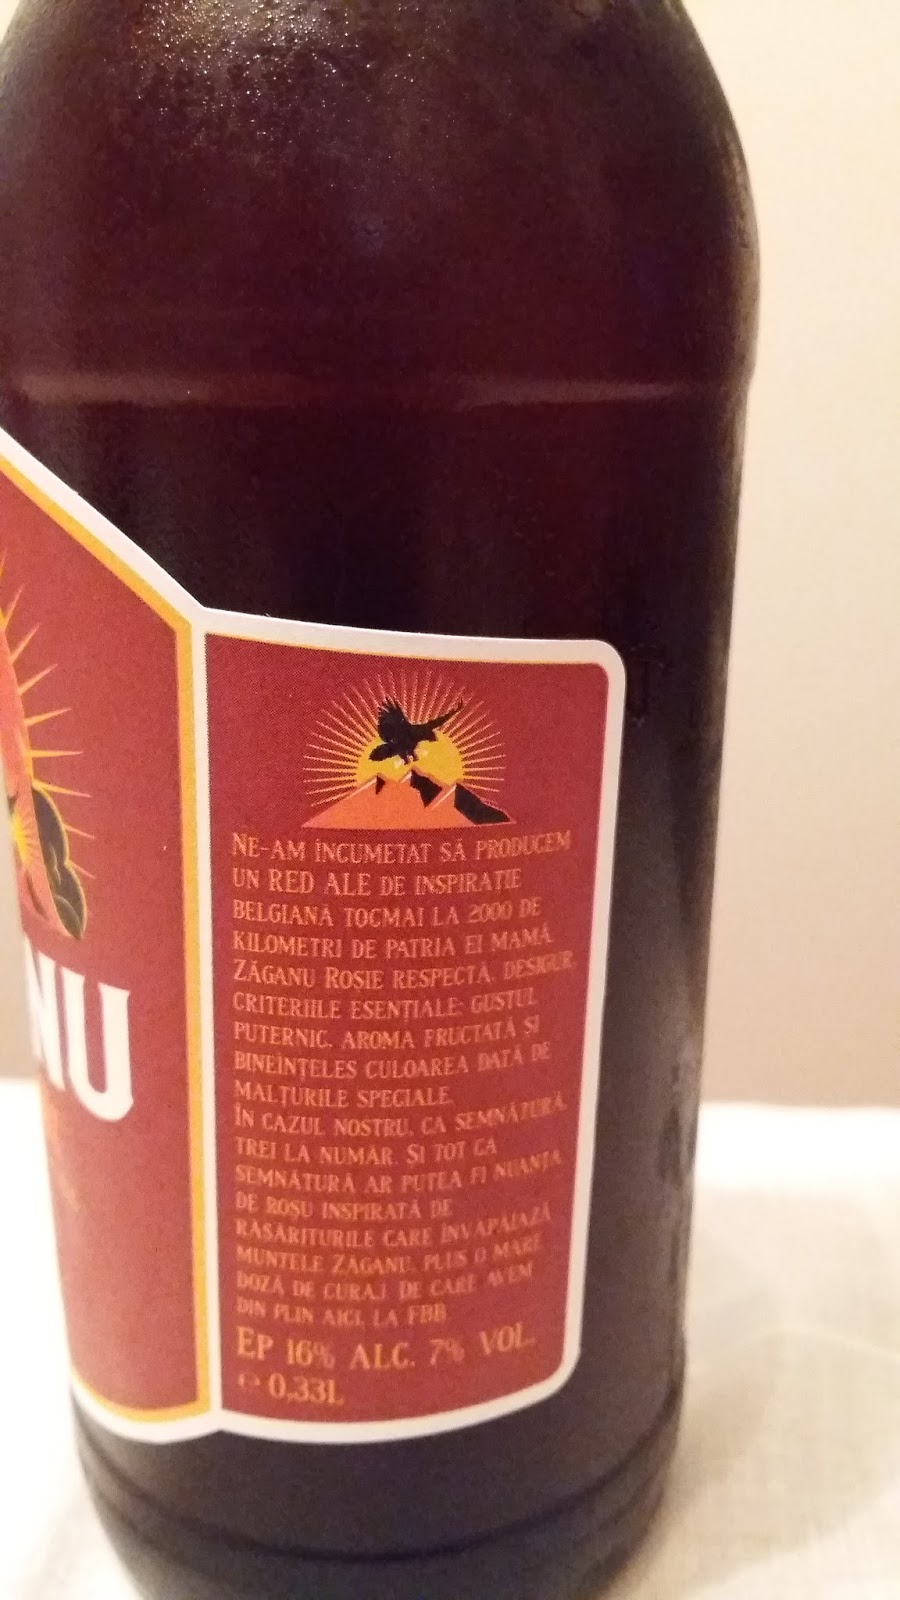 NU
NE-AM ÎNCUMETAT SĂ PRODUCEM
UN RED ALE DE INSPIRAȚIE
BELGIANĂ TOCMAI LA 2000 DE
KILOMETRI DE PATRIA EI MAMĂ.
ZĂGANU ROȘIE RESPECTĂ, DESIGUR,
CRITERIILE ESENȚIALE: GUSTUL
PUTERNIC, AROMA FRUCTATĂ ȘI
BINEÎNȚELES CULOAREA DATĂ DE
MALȚURILE SPECIALE.
ÎN CAZUL NOSTRU, CA SEMNĂTURĂ,
TREI LA NUMĂR. ȘI TOT CA
SEMNĂTURĂ AR PUTEA FI NUANȚA
DE ROȘU INSPIRATĂ DE
RĂSĂRITURILE CARE ÎNVĂPĂIAZĂ
MUNTELE ZĂGANU, PLUS O MARE
DOZĂ DE CURAJ, DE CARE AVEM
DIN PLIN AICI, LA FBB.
EP 16% ALC. 7% VOL.
℮ 0,33L